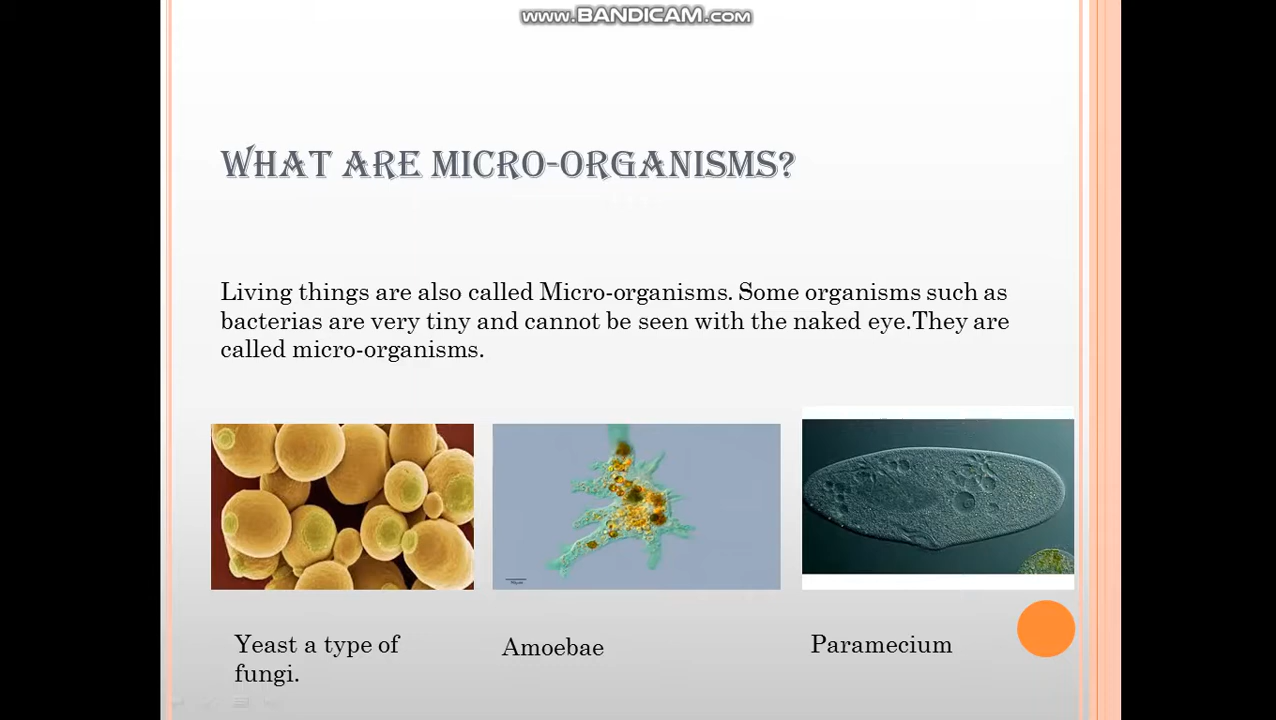 www.BANDICAM.com
WHAT ARE MICRO-ORGANISMS?
Living things are also called Micro-organisms. Some organisms such as
bacterias are very tiny and cannot be seen with the naked eye.They are
called micro-organisms.
Yeast a type of
fungi.
Amoebae
Paramecium